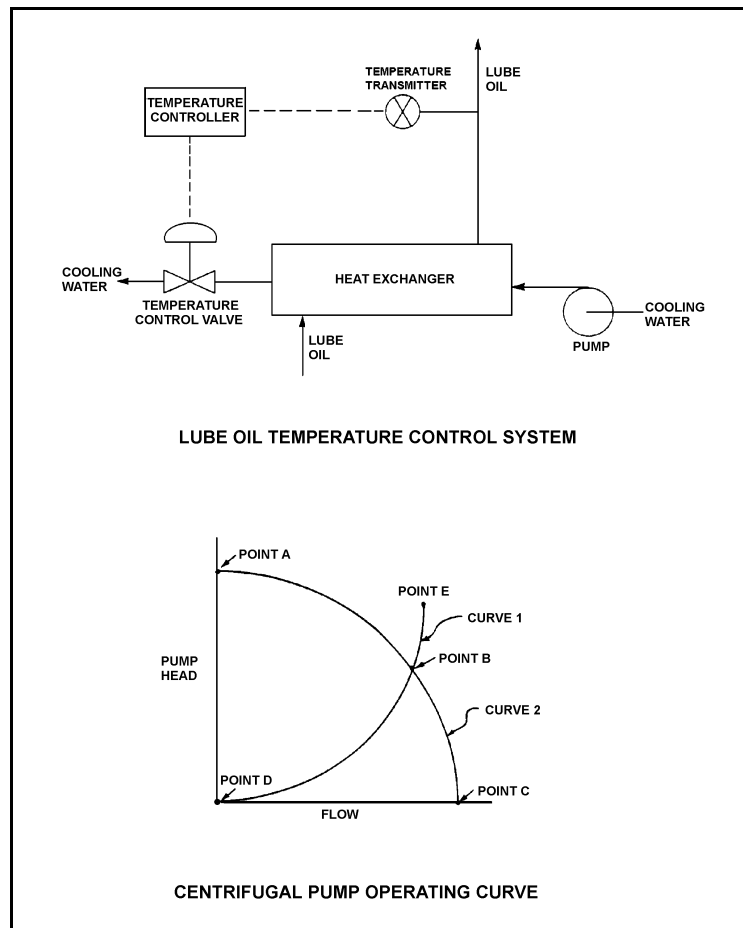 TEMPERATURE
TRANSMITTER
LUBE
OIL
TEMPERATURE
CONTROLLER
COOLING
WATER
TEMPERATURE
CONTROL VALVE
HEAT EXCHANGER
LUBE
OIL
PUMP
COOLING
WATER
LUBE OIL TEMPERATURE CONTROL SYSTEM
POINT A
POINT E
CURVE 1
POINT B
PUMP
HEAD
CURVE 2
POINT D
POINT C
FLOW
CENTRIFUGAL PUMP OPERATING CURVE